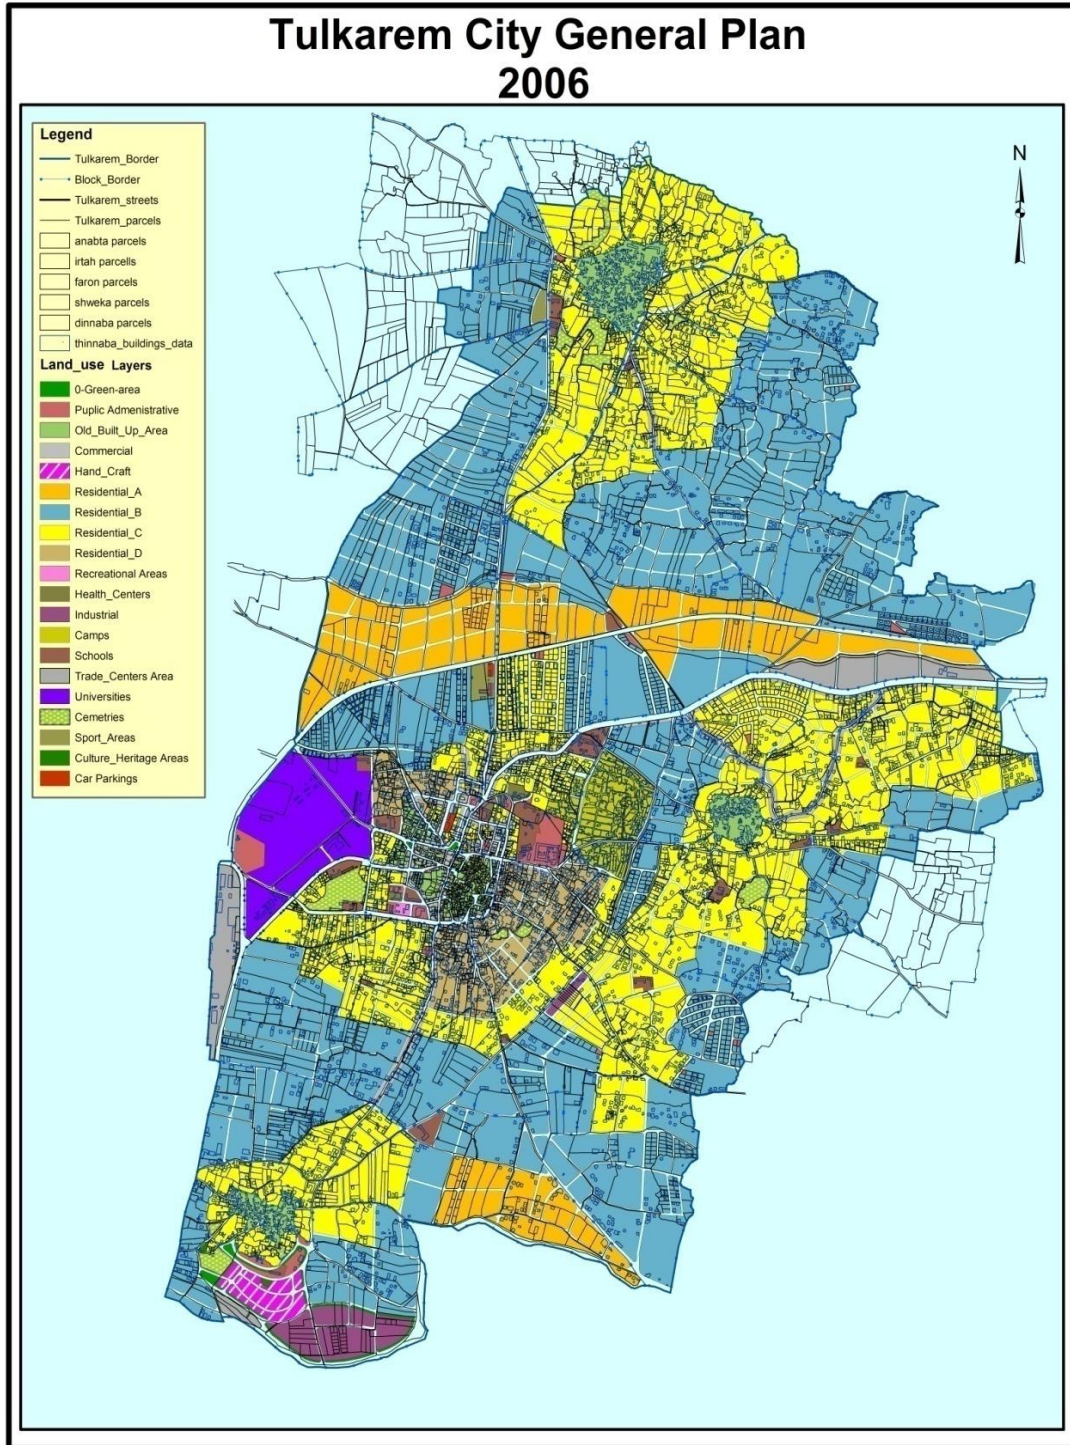 Tulkarem City General Plan
2006
Legend
Tulkarem_Border
Block_Border
Tulkarem_streets
Tulkarem_parcels
anabta parcels
irtah parcells
faron parcels
shweka parcels
dinnaba parcels
thinnaba_buildings_data
Land_use Layers
0-Green-area
Puplic Admenistrative
Old_Built_Up_Area
Commercial
Hand_Craft
Residential_A
Residential_B
Residential_C
Residential_D
Recreational Areas
Health_Centers
Industrial
Camps
Schools
Trade_Centers Area
Universities
Cemetries
Sport_Areas
Culture_Heritage Areas
Car Parkings
N